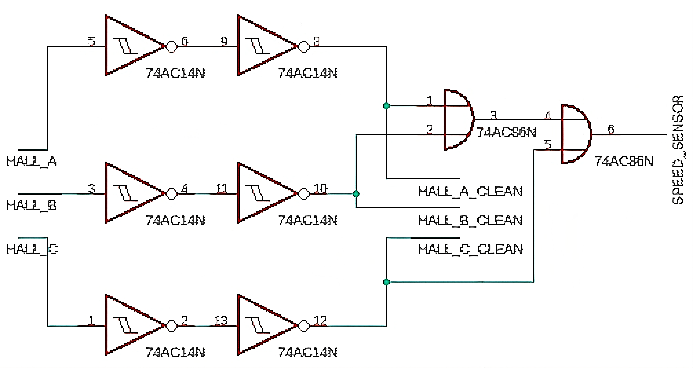 5 6 9 8
74AC14N 74AC14N
SPEED_SENSOR
1
2 3 4 6
74AC86N
5
74AC86N
HALL_A
3 4 11 10
HALL_A_CLEAN
HALL_B
74AC14N 74AC14N
HALL_B_CLEAN
HALL_C
HALL_C_CLEAN
1 2 13 12
74AC14N 74AC14N